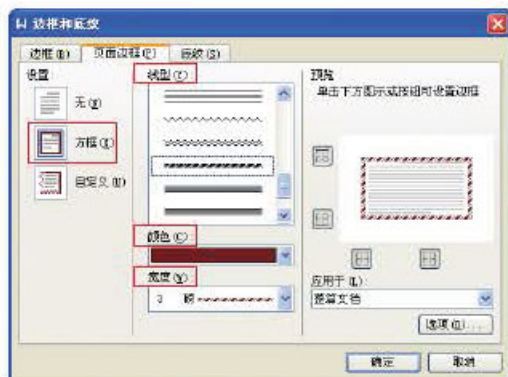 边框和底纹
边框(B)
页面边框(P)
底纹(S)
设置
无(N)
方框(X)
自定义(U)
线型(Y)
颜色(C)
宽度(W)
3 磅
预览
单击下方图示或按钮可设置边框
应用于(L):
整篇文档
选项(O)...
确定
取消